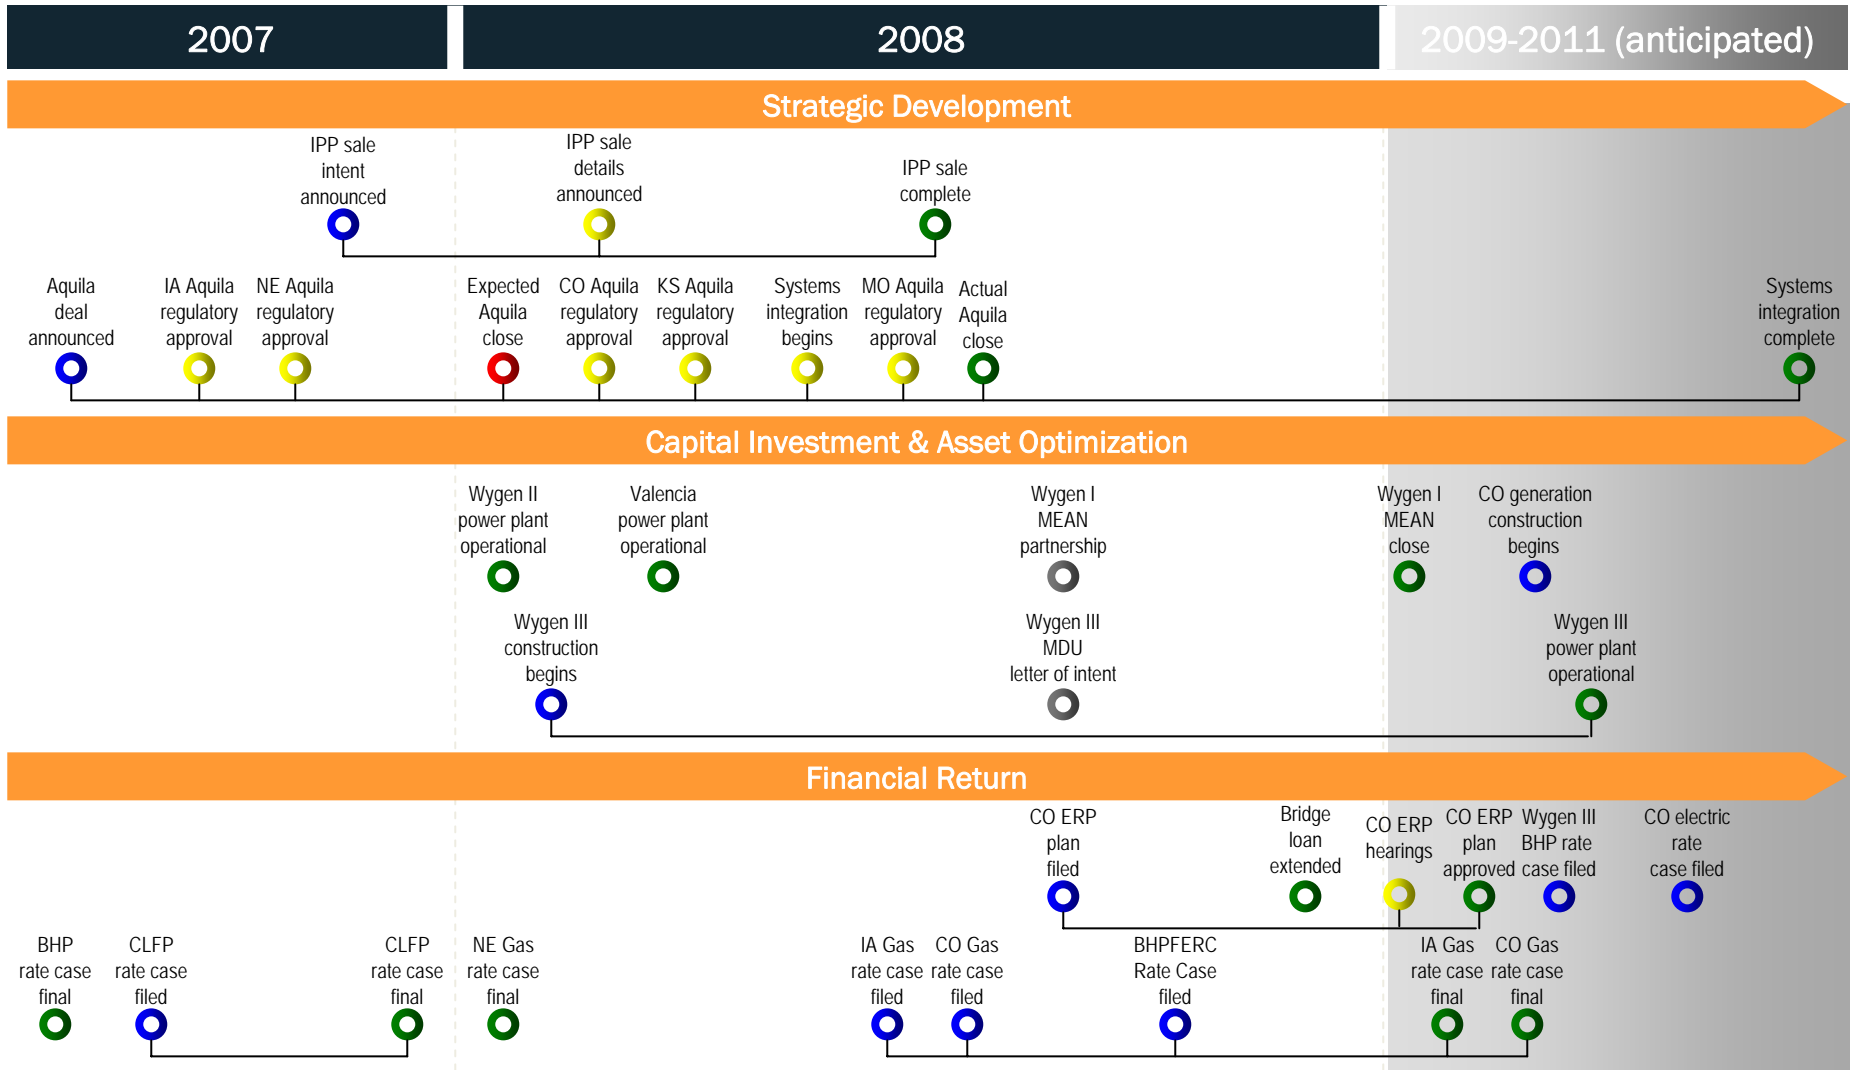 2007
2008
2009-2011 (anticipated)
Strategic Development
IPP sale
intent
announced
IPP sale
details
announced
IPP sale
complete
Aquila
deal
announced
IA Aquila
regulatory
approval
NE Aquila
regulatory
approval
Expected
Aquila
close
CO Aquila
regulatory
approval
KS Aquila
regulatory
approval
Systems
integration
begins
MO Aquila
regulatory
approval
Actual
Aquila
close
Systems
integration
complete
Capital Investment & Asset Optimization
Wygen II
power plant
operational
Valencia
power plant
operational
Wygen I
MEAN
partnership
Wygen I
MEAN
close
CO generation
construction
begins
Wygen III
construction
begins
Wygen III
MDU
letter of intent
Wygen III
power plant
operational
Financial Return
CO ERP
plan
filed
Bridge
loan
extended
CO ERP
hearings
CO ERP
plan
approved
Wygen III
BHP rate
case filed
CO electric
rate
case filed
BHP
rate case
final
CLFP
rate case
filed
CLFP
rate case
final
NE Gas
rate case
final
IA Gas
rate case
filed
CO Gas
rate case
filed
BHPFERC
Rate Case
filed
IA Gas
rate case
final
CO Gas
rate case
final